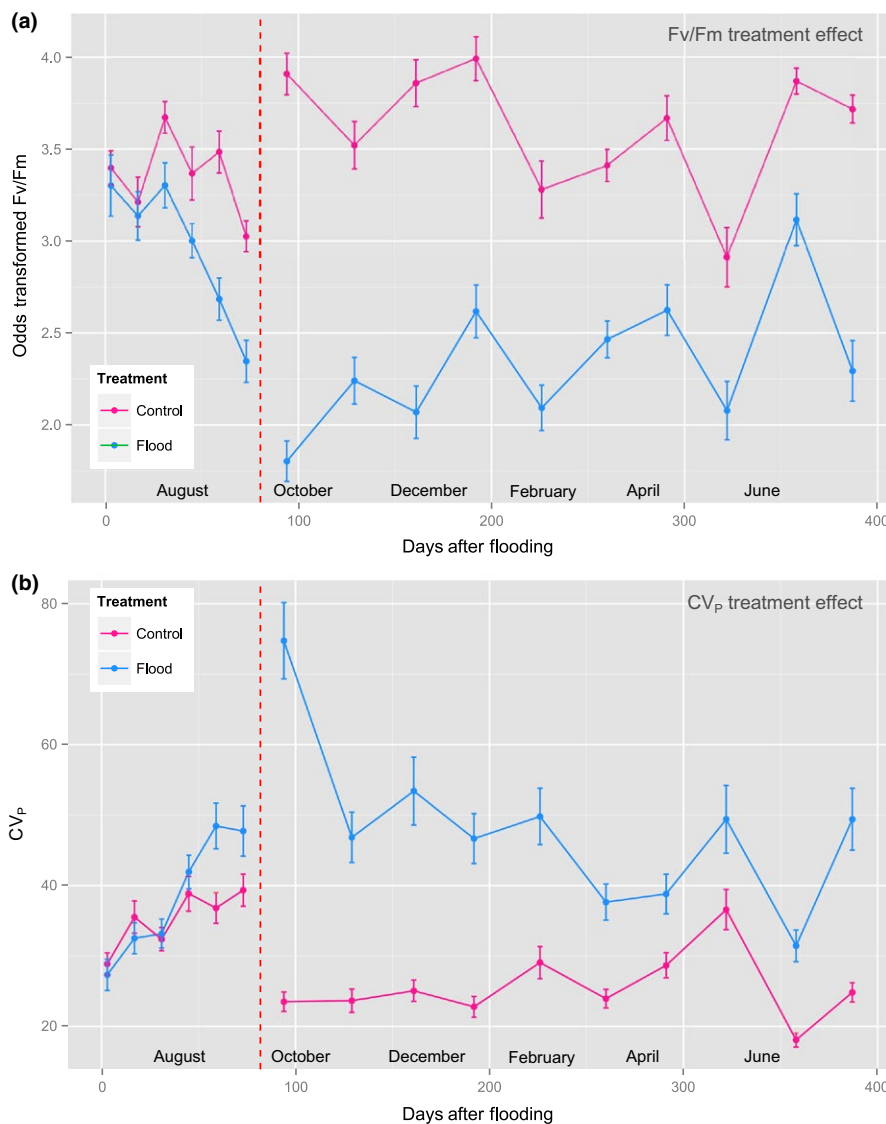 (a)
Fv/Fm treatment effect
Odds transformed Fv/Fm
4.0
3.5
3.0
2.5
2.0
Treatment
Control
Flood
August October December February April June
0 100 200 300 400
Days after flooding
(b)
CVP treatment effect
CVP
80
60
40
20
Treatment
Control
Flood
August October December February April June
0 100 200 300 400
Days after flooding